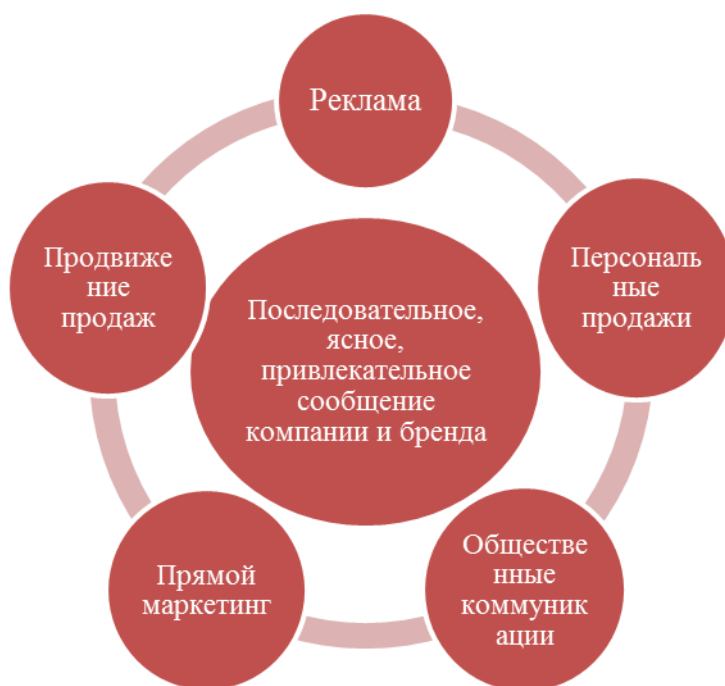 Реклама
Персональ
ные
продажи
Обществе
нные
коммуник
ации
Прямой
маркетинг
Продвиже
ние
продаж
Последовательное,
ясное,
привлекательное
сообщение
компании и бренда